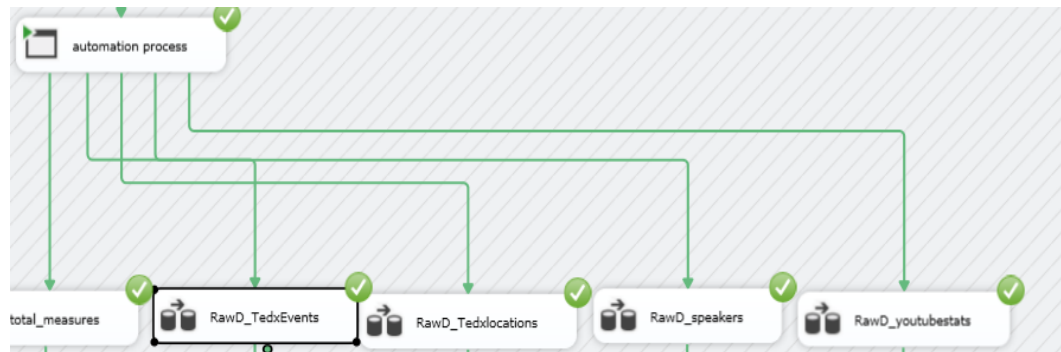 automation process
total_measures
RawD_TedxEvents
RawD_Tedxlocations
RawD_speakers
RawD_youtubestats